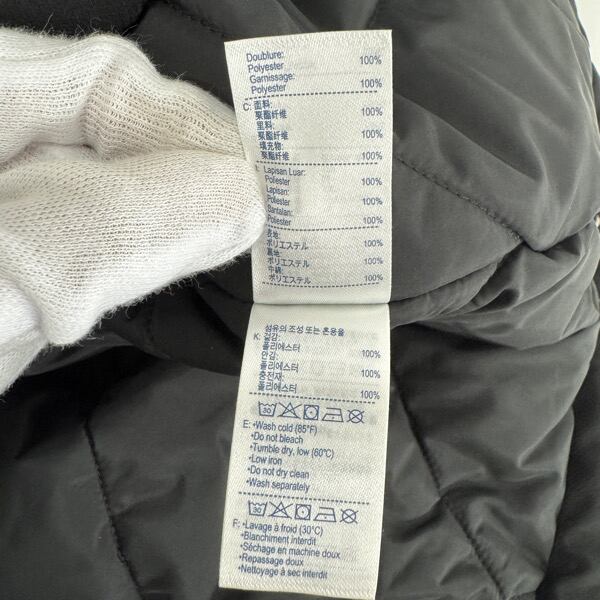 Doublure:
Polyester 100%
Garnissage:
Polyester 100%
C: 面料:
聚酯纤维 100%
里料:
聚酯纤维 100%
填充物:
聚酯纤维 100%
Lapisan Luar:
Poliester 100%
Lapisan:
Poliester 100%
Santalan:
Poliester 100%
表地:
ポリエステル 100%
裏地:
ポリエステル 100%
中綿:
ポリエステル 100%
섬유의 조성 또는 혼용율
K: 겉감:
폴리에스터 100%
안감:
폴리에스터 100%
충전재:
폴리에스터 100%
30
E: •Wash cold (85°F)
•Do not bleach
•Tumble dry, low (60°C)
•Low iron
•Do not dry clean
•Wash separately
30
F: •Lavage à froid (30°C)
•Blanchiment interdit
•Séchage en machine doux
•Repassage doux
•Nettoyage à sec interdit